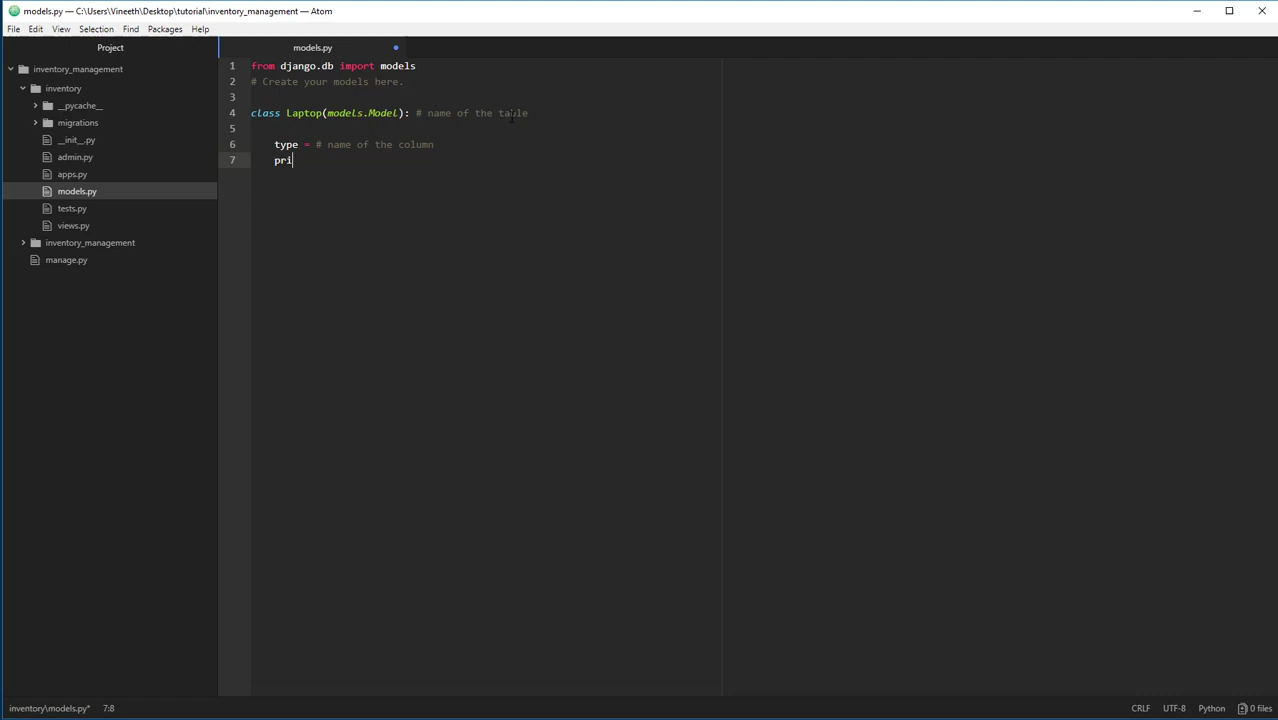 models.py — C:\Users\Vineeth\Desktop\tutorial\inventory_management — Atom
File Edit View Selection Find Packages Help
Project
models.py
inventory_management
inventory
__pycache__
migrations
__init__.py
admin.py
apps.py
models.py
tests.py
views.py
inventory_management
manage.py
1 from django.db import models
2 # Create your models here.
3
4 class Laptop(models.Model): # name of the table
5
6 type = # name of the column
7 pri
inventory\models.py* 7:8 CRLF UTF-8 Python 0 files